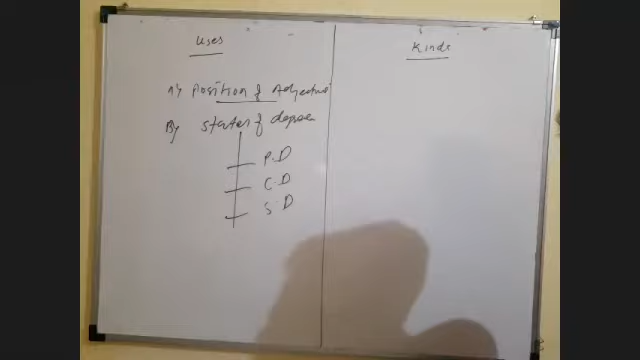 Uses
Kinds
A) Position of Adjective
By states of degree
P.D
C.D
S.D